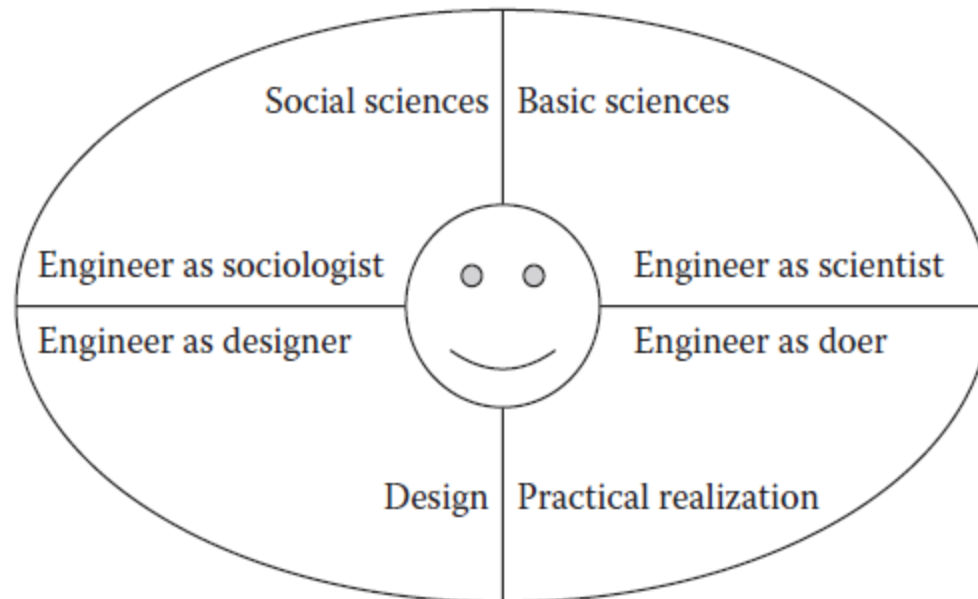 Social sciences
Basic sciences
Engineer as sociologist
Engineer as scientist
Engineer as designer
Engineer as doer
Design
Practical realization